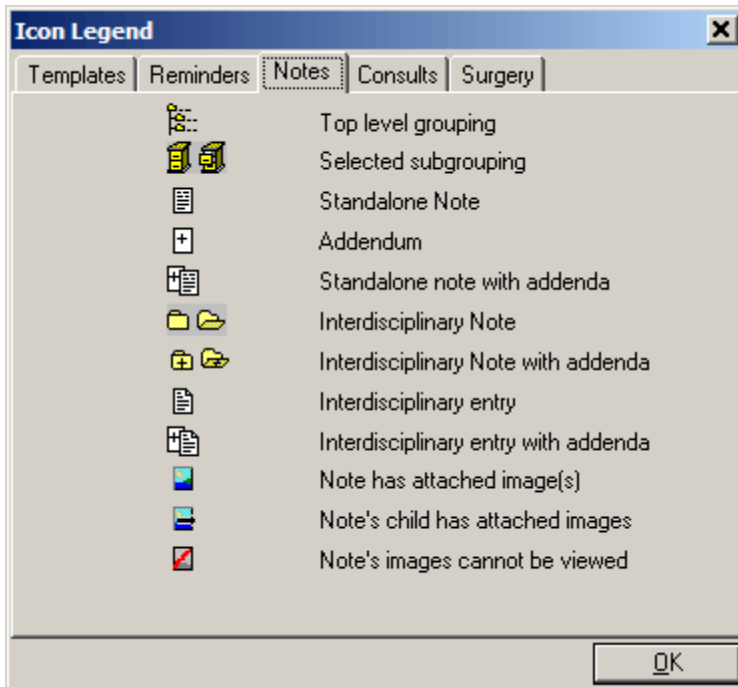 Icon Legend
Templates Reminders Notes Consults Surgery
Top level grouping
Selected subgrouping
Standalone Note
Addendum
Standalone note with addenda
Interdisciplinary Note
Interdisciplinary Note with addenda
Interdisciplinary entry
Interdisciplinary entry with addenda
Note has attached image(s)
Note's child has attached images
Note's images cannot be viewed
OK